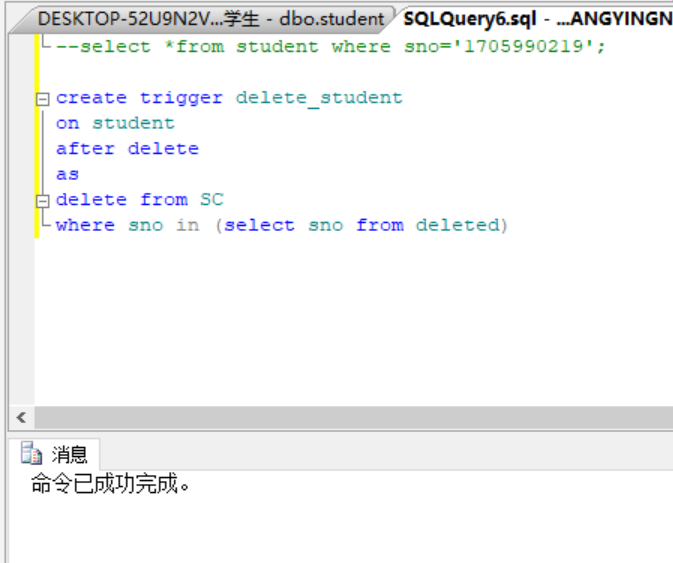 DESKTOP-52U9N2V...学生 - dbo.student
SQLQuery6.sql - ...ANGYINGN
--select *from student where sno='1705990219';
create trigger delete_student
on student
after delete
as
delete from SC
where sno in (select sno from deleted)
消息
命令已成功完成。